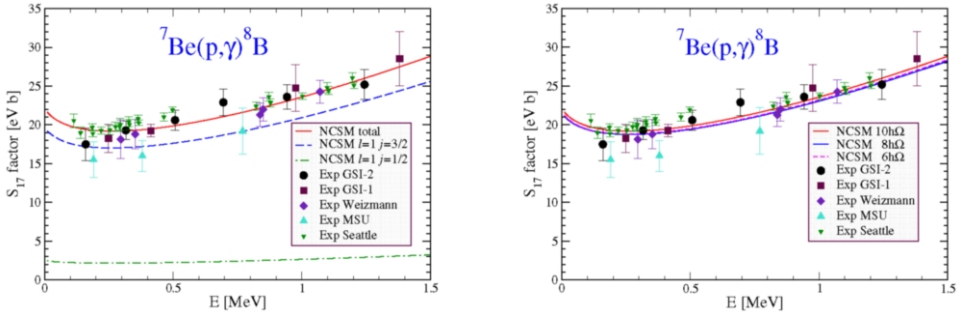 ⁷Be(p,γ)⁸B
S₁₇ factor [eV b]
35
30
25
20
15
10
5
0
NCSM total
NCSM l=1 j=3/2
NCSM l=1 j=1/2
Exp GSI-2
Exp GSI-1
Exp Weizmann
Exp MSU
Exp Seattle
0
0.5
1
1.5
E [MeV]
⁷Be(p,γ)⁸B
S₁₇ factor [eV b]
35
30
25
20
15
10
5
0
NCSM 10hΩ
NCSM 8hΩ
NCSM 6hΩ
Exp GSI-2
Exp GSI-1
Exp Weizmann
Exp MSU
Exp Seattle
0
0.5
1
1.5
E [MeV]